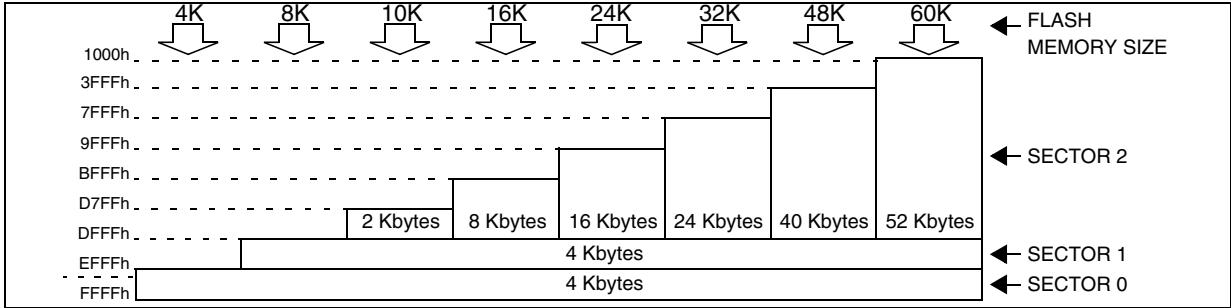 4K 8K 10K 16K 24K 32K 48K 60K FLASH
MEMORY SIZE
1000h
3FFFh
7FFFh
9FFFh
BFFFh
SECTOR 2
D7FFh
2 Kbytes 8 Kbytes 16 Kbytes 24 Kbytes 40 Kbytes 52 Kbytes
DFFFh
4 Kbytes SECTOR 1
EFFFh
4 Kbytes SECTOR 0
FFFFh